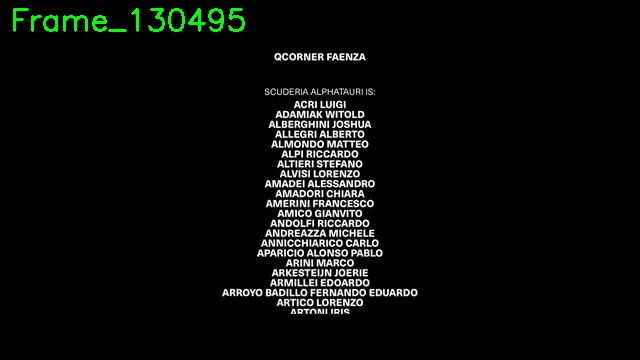 Frame_130495
QCORNER FAENZA
SCUDERIA ALPHATAURI IS:
ACRI LUIGI
ADAMIAK WITOLD
ALBERGHINI JOSHUA
ALLEGRI ALBERTO
ALMONDO MATTEO
ALPI RICCARDO
ALTIERI STEFANO
ALVISI LORENZO
AMADEI ALESSANDRO
AMADORI CHIARA
AMERINI FRANCESCO
AMICO GIANVITO
ANDOLFI RICCARDO
ANDREAZZA MICHELE
ANNICCHIARICO CARLO
APARICIO ALONSO PABLO
ARINI MARCO
ARKESTEIJN JOERIE
ARMILLEI EDOARDO
ARROYO BADILLO FERNANDO EDUARDO
ARTICO LORENZO
ARTONI IRIS